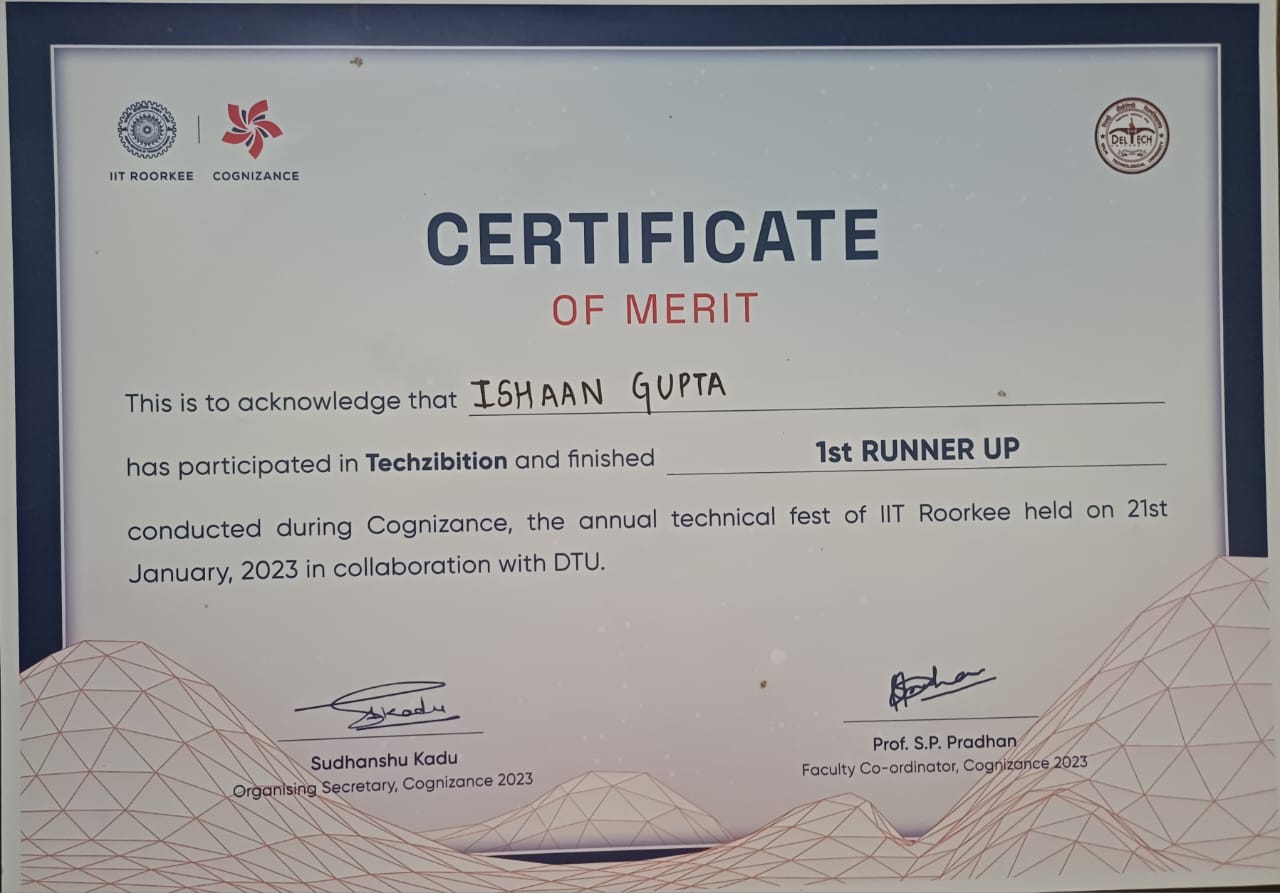 IIT ROORKEE
COGNIZANCE
DELTECH
CERTIFICATE
OF MERIT
This is to acknowledge that ISHAAN GUPTA
has participated in Techzibition and finished 1st RUNNER UP
conducted during Cognizance, the annual technical fest of IIT Roorkee held on 21st
January, 2023 in collaboration with DTU.
Sudhanshu Kadu
Organising Secretary, Cognizance 2023
Prof. S.P. Pradhan
Faculty Co-ordinator, Cognizance 2023